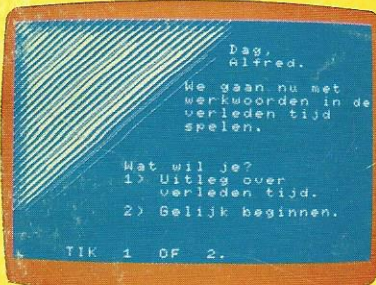 Dag,
Alfred.
We gaan nu met
werkwoorden in de
verleden tijd
spelen.
Wat wil je?
1) Uitleg over
verleden tijd.
2) Gelijk beginnen.
TIK 1 OF 2.